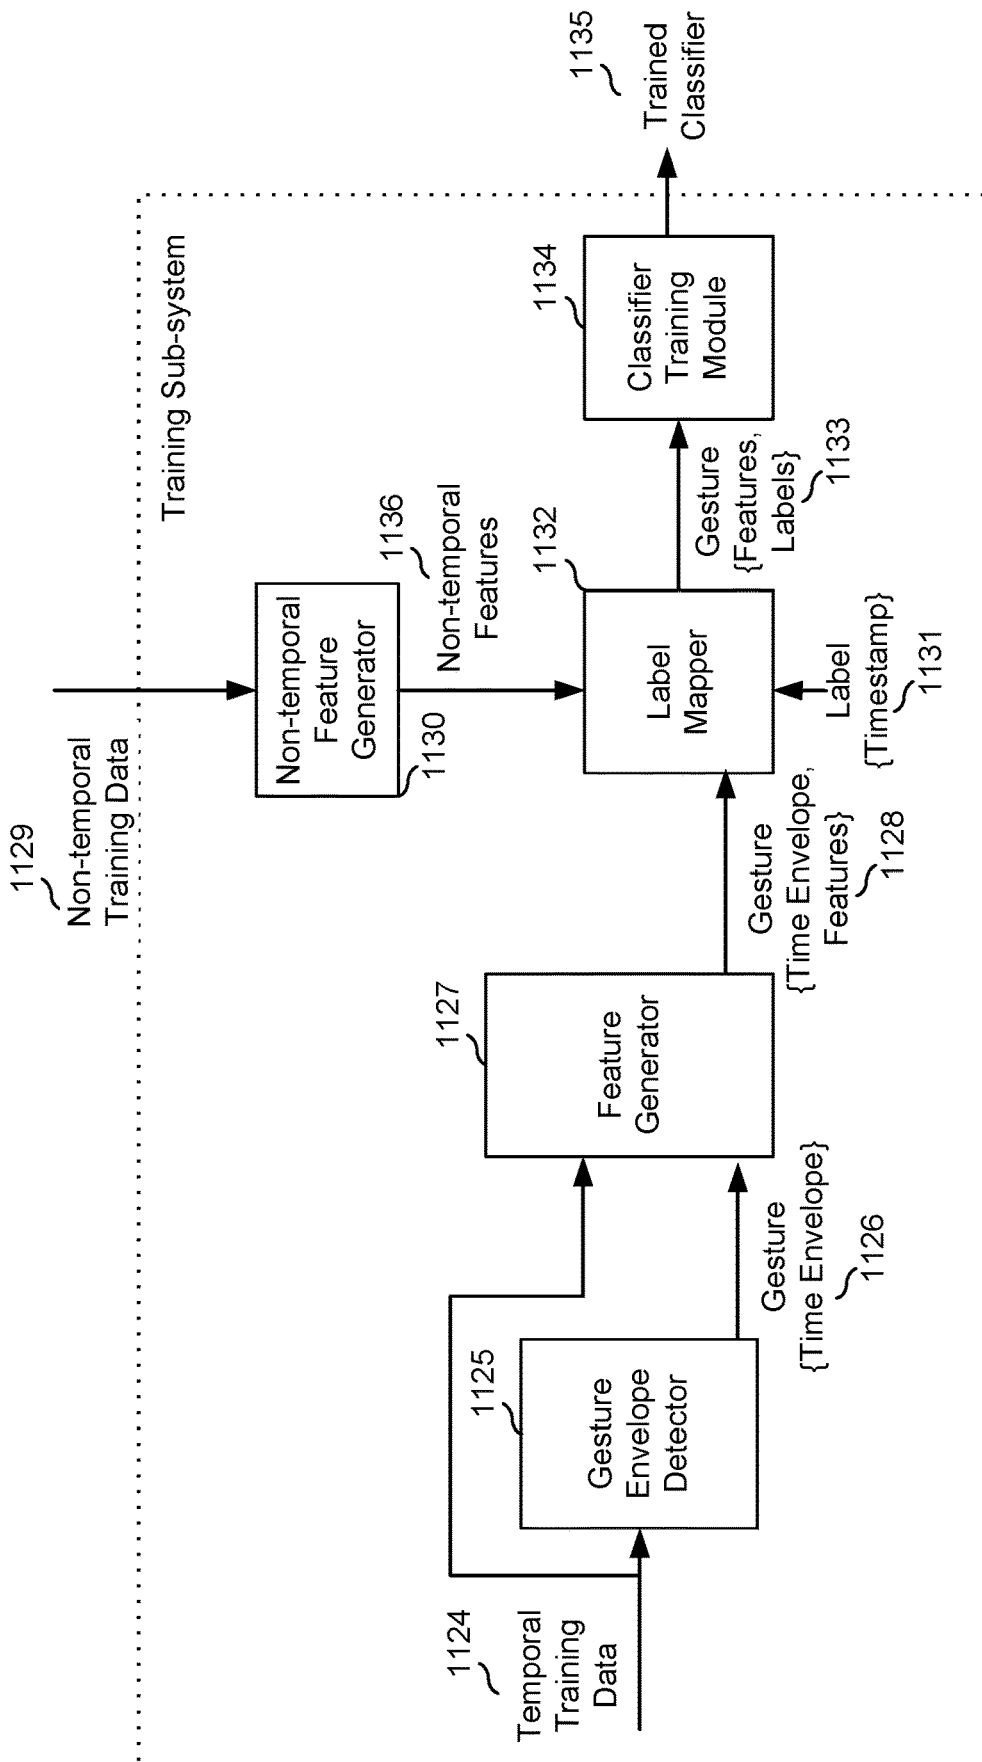 1129
Non-temporal
Training Data
Training Sub-system
Non-temporal
Feature
Generator
1130
1136
Non-temporal
Features
1124
Temporal
Training
Data
1125
Gesture
Envelope
Detector
Gesture
{Time Envelope}
1126
1127
Feature
Generator
Gesture
{Time Envelope,
Features}
1128
1132
Label
Mapper
Label
{Timestamp}
1131
Gesture
{Features,
Labels}
1133
1134
Classifier
Training
Module
1135
Trained
Classifier